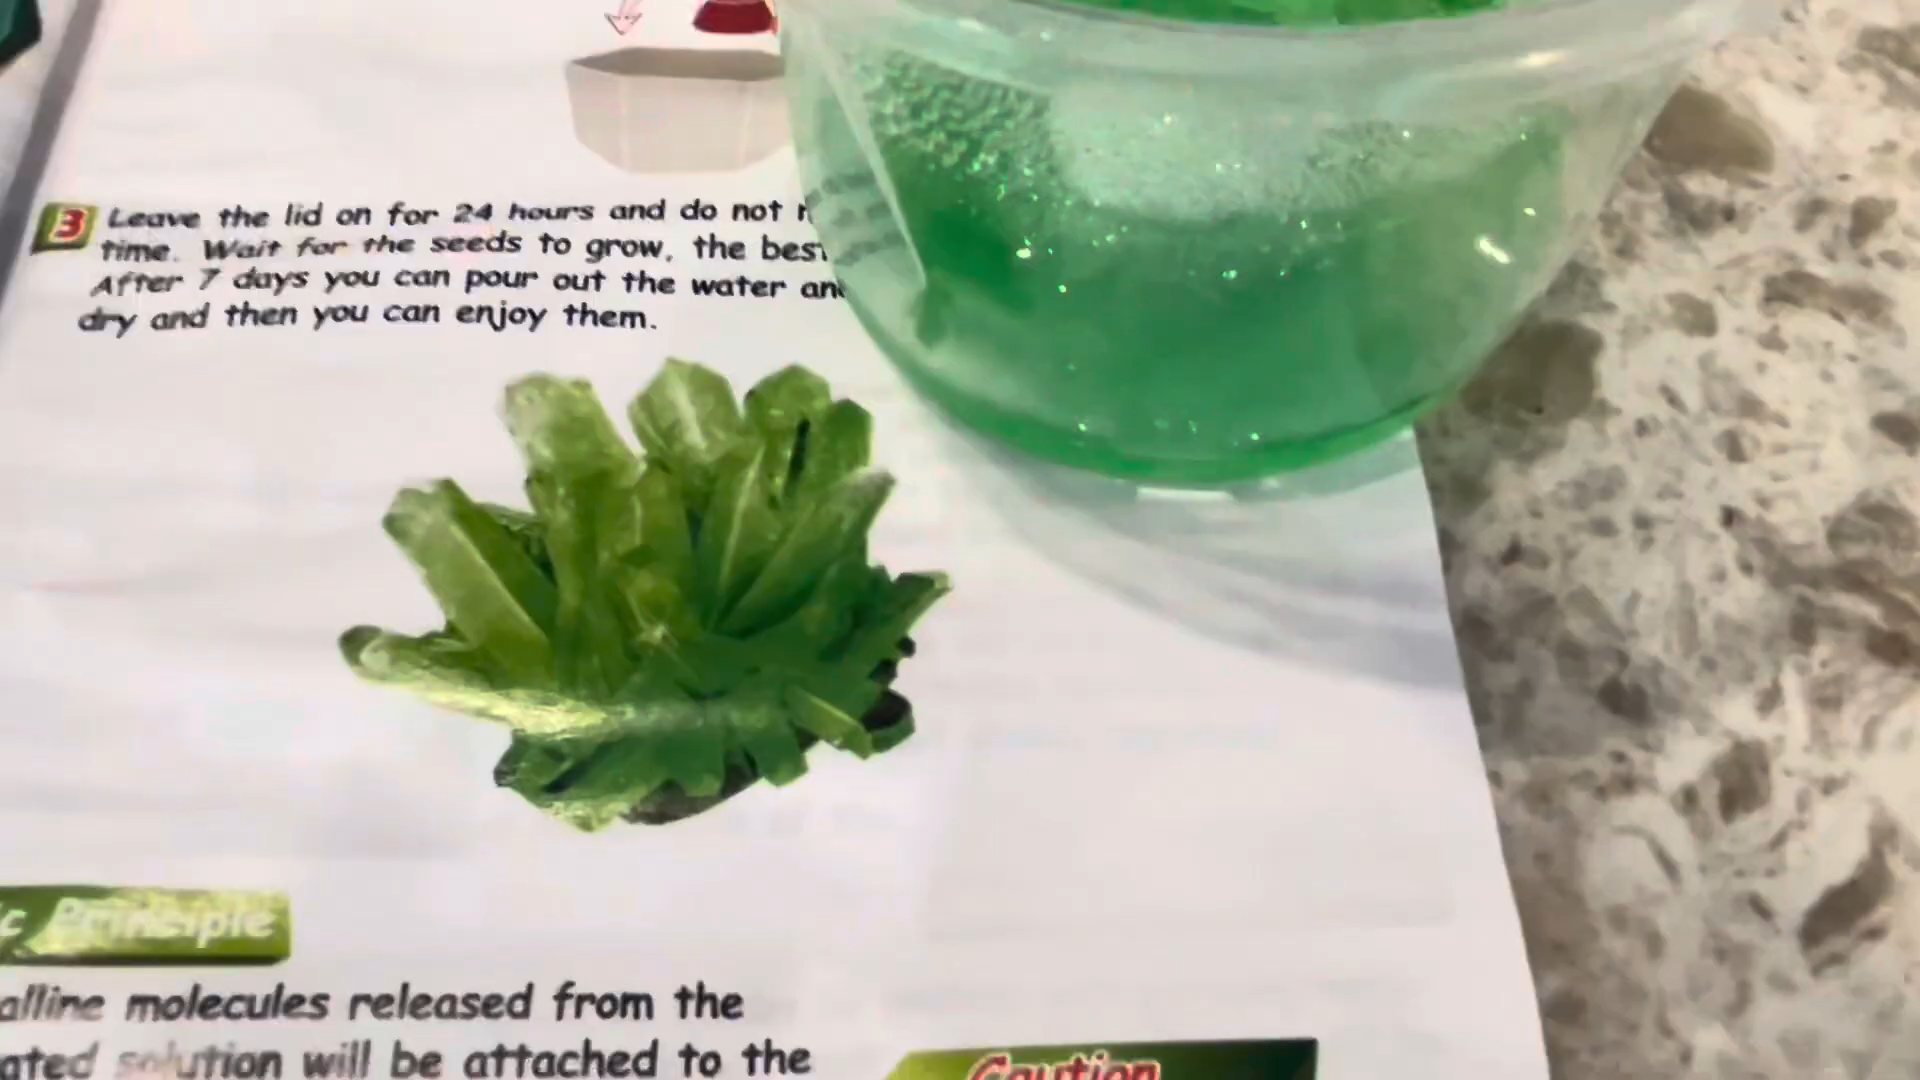 3 Leave the lid on for 24 hours and do not
time. Wait for the seeds to grow, the best
After 7 days you can pour out the water and
dry and then you can enjoy them.
c Principle
alline molecules released from the
ated solution will be attached to the
Caution